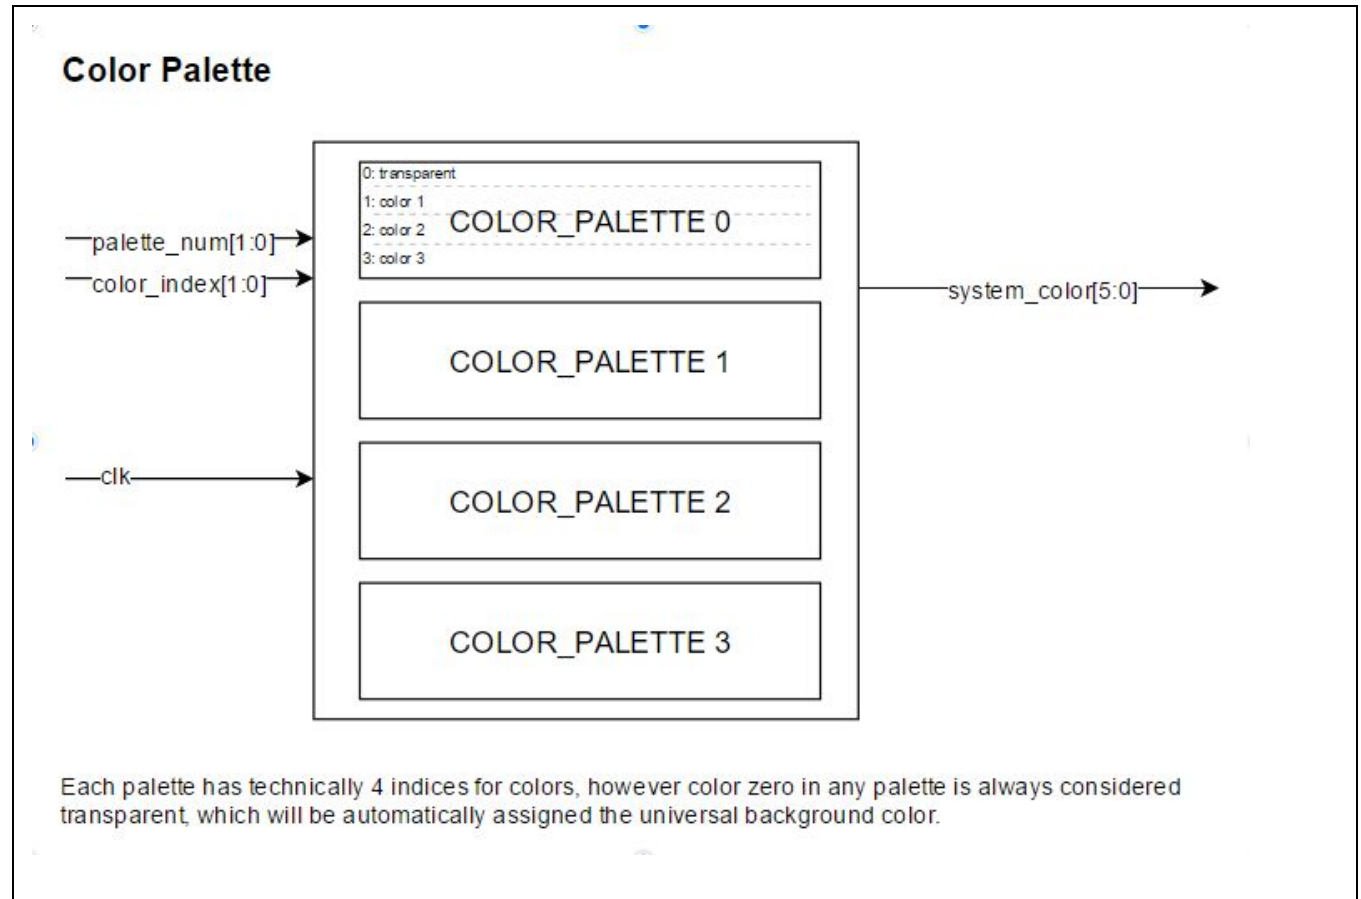 Color Palette
0: transparent
1: color 1
2: color 2
3: color 3
COLOR_PALETTE 0
palette_num[1:0]
color_index[1:0]
system_color[5:0]
COLOR_PALETTE 1
clk
COLOR_PALETTE 2
COLOR_PALETTE 3
Each palette has technically 4 indices for colors, however color zero in any palette is always considered
transparent, which will be automatically assigned the universal background color.